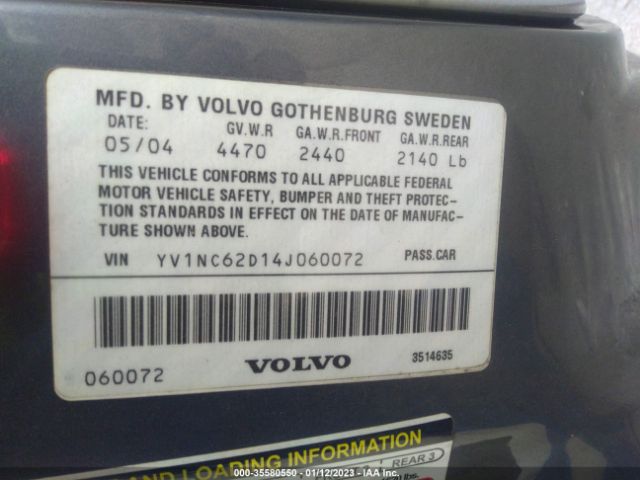 MFD. BY VOLVO GOTHENBURG SWEDEN
DATE: GV.W.R GA.W.R.FRONT GA.W.R.REAR
05/04 4470 2440 2140 Lb
THIS VEHICLE CONFORMS TO ALL APPLICABLE FEDERAL
MOTOR VEHICLE SAFETY, BUMPER AND THEFT PROTEC-
TION STANDARDS IN EFFECT ON THE DATE OF MANUFAC-
TURE SHOWN ABOVE.
VIN YV1NC62D14J060072 PASS.CAR
060072 VOLVO 3514635
AND LOADING INFORMATION
REAR 3
lbs.
000-35580550 - 01/12/2023 - IAA Inc.